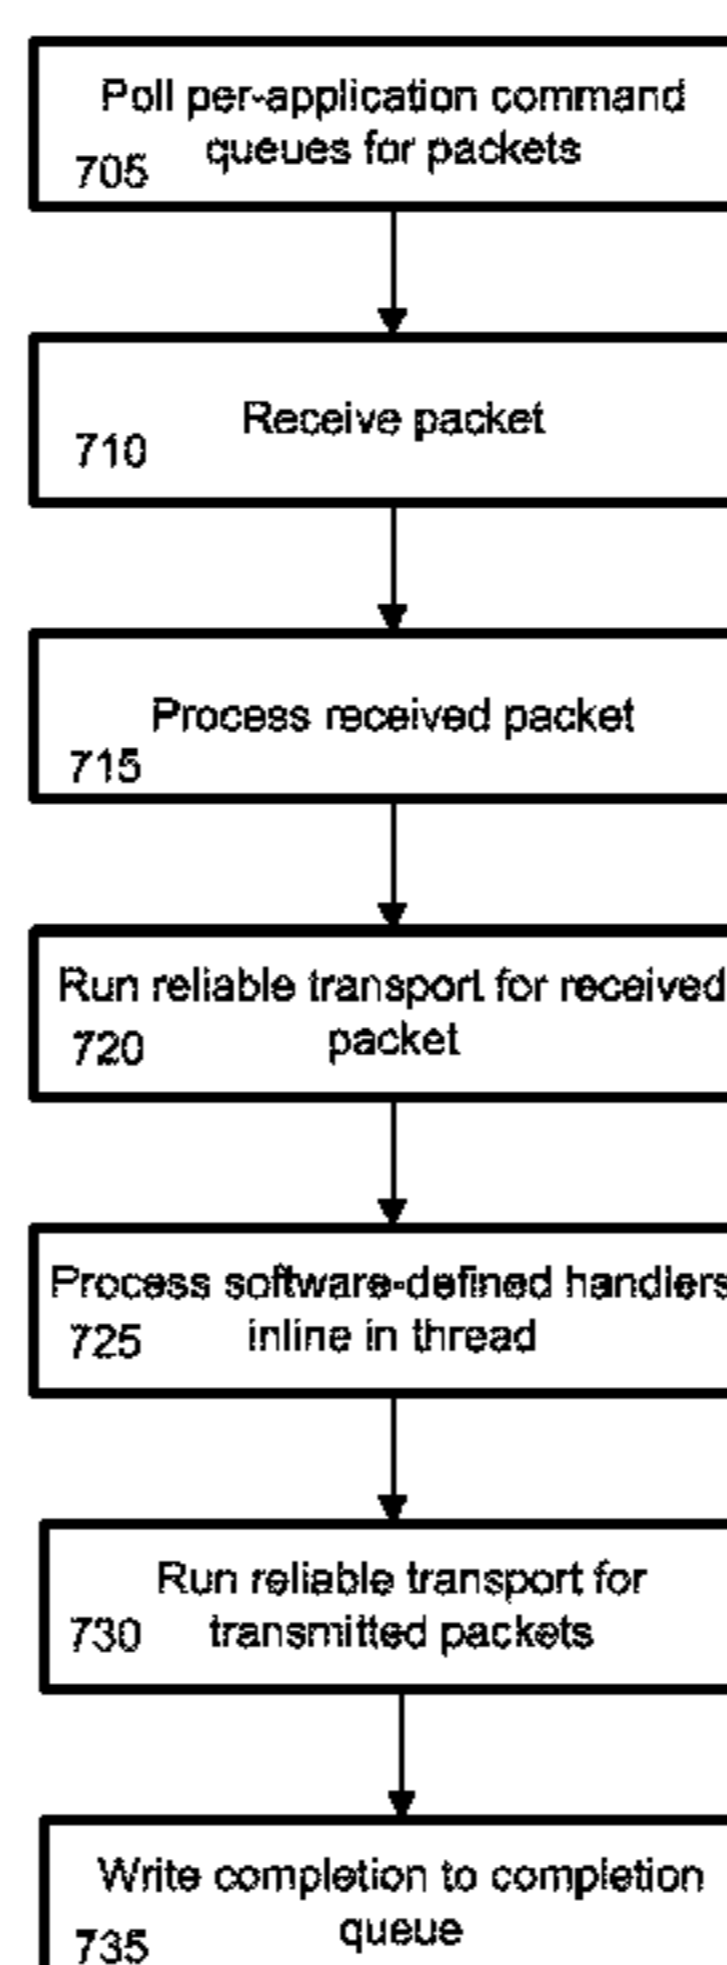 Poll per-application command
queues for packets
705
Receive packet
710
Process received packet
715
Run reliable transport for received
packet
720
Process software-defined handlers
inline in thread
725
Run reliable transport for
transmitted packets
730
Write completion to completion
queue
735